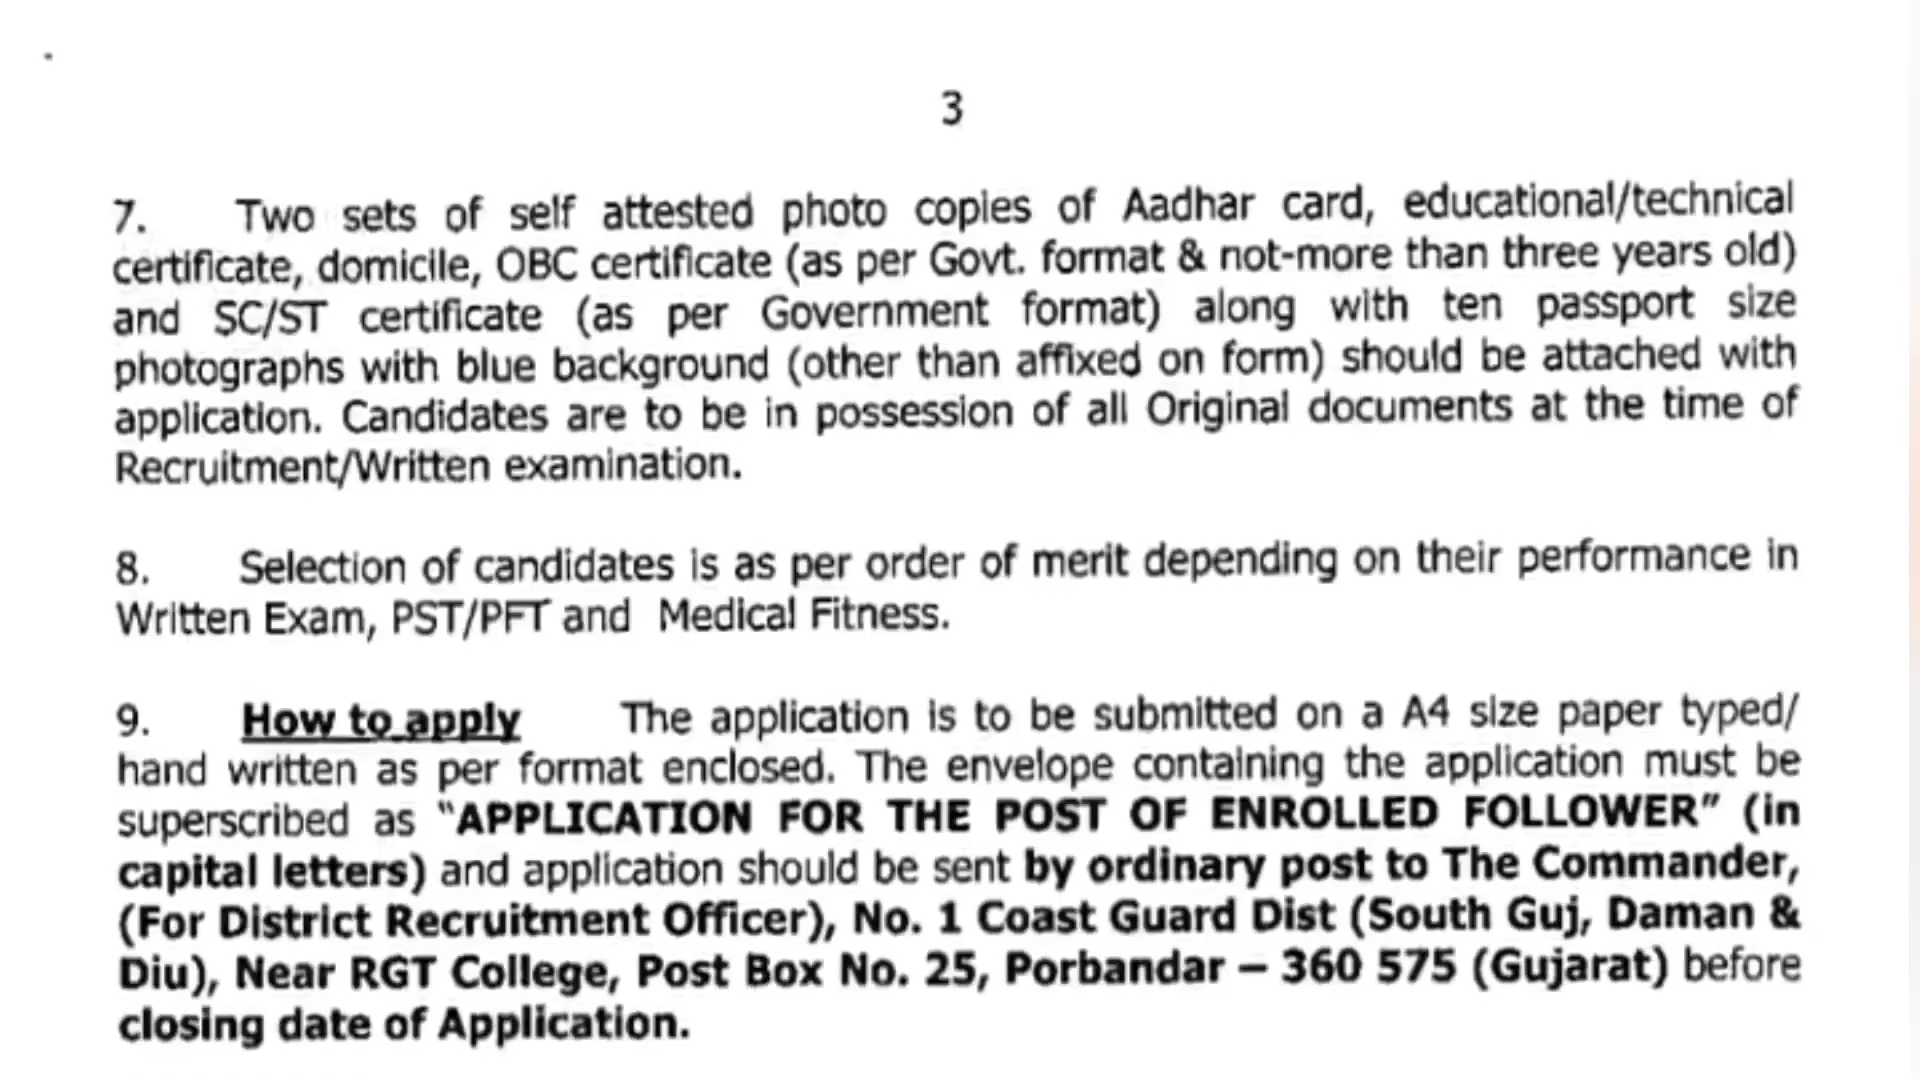 3
7. Two sets of self attested photo copies of Aadhar card, educational/technical
certificate, domicile, OBC certificate (as per Govt. format & not-more than three years old)
and SC/ST certificate (as per Government format) along with ten passport size
photographs with blue background (other than affixed on form) should be attached with
application. Candidates are to be in possession of all Original documents at the time of
Recruitment/Written examination.
8. Selection of candidates is as per order of merit depending on their performance in
Written Exam, PST/PFT and Medical Fitness.
9. How to apply The application is to be submitted on a A4 size paper typed/
hand written as per format enclosed. The envelope containing the application must be
superscribed as "APPLICATION FOR THE POST OF ENROLLED FOLLOWER" (in
capital letters) and application should be sent by ordinary post to The Commander,
(For District Recruitment Officer), No. 1 Coast Guard Dist (South Guj, Daman &
Diu), Near RGT College, Post Box No. 25, Porbandar – 360 575 (Gujarat) before
closing date of Application.